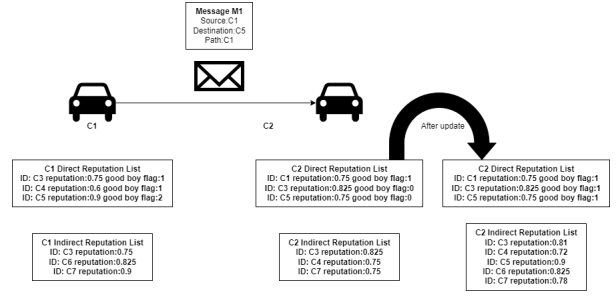 Message M1
Source:C1
Destination:C5
Path:C1
C1
C2
After update
C1 Direct Reputation List
ID: C3 reputation:0.75 good boy flag:1
ID: C4 reputation:0.6 good boy flag:1
ID: C5 reputation:0.9 good boy flag:2
C2 Direct Reputation List
ID: C1 reputation:0.75 good boy flag:1
ID: C3 reputation:0.825 good boy flag:0
ID: C5 reputation:0.75 good boy flag:0
C2 Direct Reputation List
ID: C1 reputation:0.75 good boy flag:1
ID: C3 reputation:0.825 good boy flag:1
ID: C5 reputation:0.75 good boy flag:1
C1 Indirect Reputation List
ID: C3 reputation:0.75
ID: C6 reputation:0.825
ID: C7 reputation:0.9
C2 Indirect Reputation List
ID: C3 reputation:0.825
ID: C4 reputation:0.75
ID: C7 reputation:0.75
C2 Indirect Reputation List
ID: C3 reputation:0.81
ID: C4 reputation:0.72
ID: C5 reputation:0.9
ID: C6 reputation:0.825
ID: C7 reputation:0.78